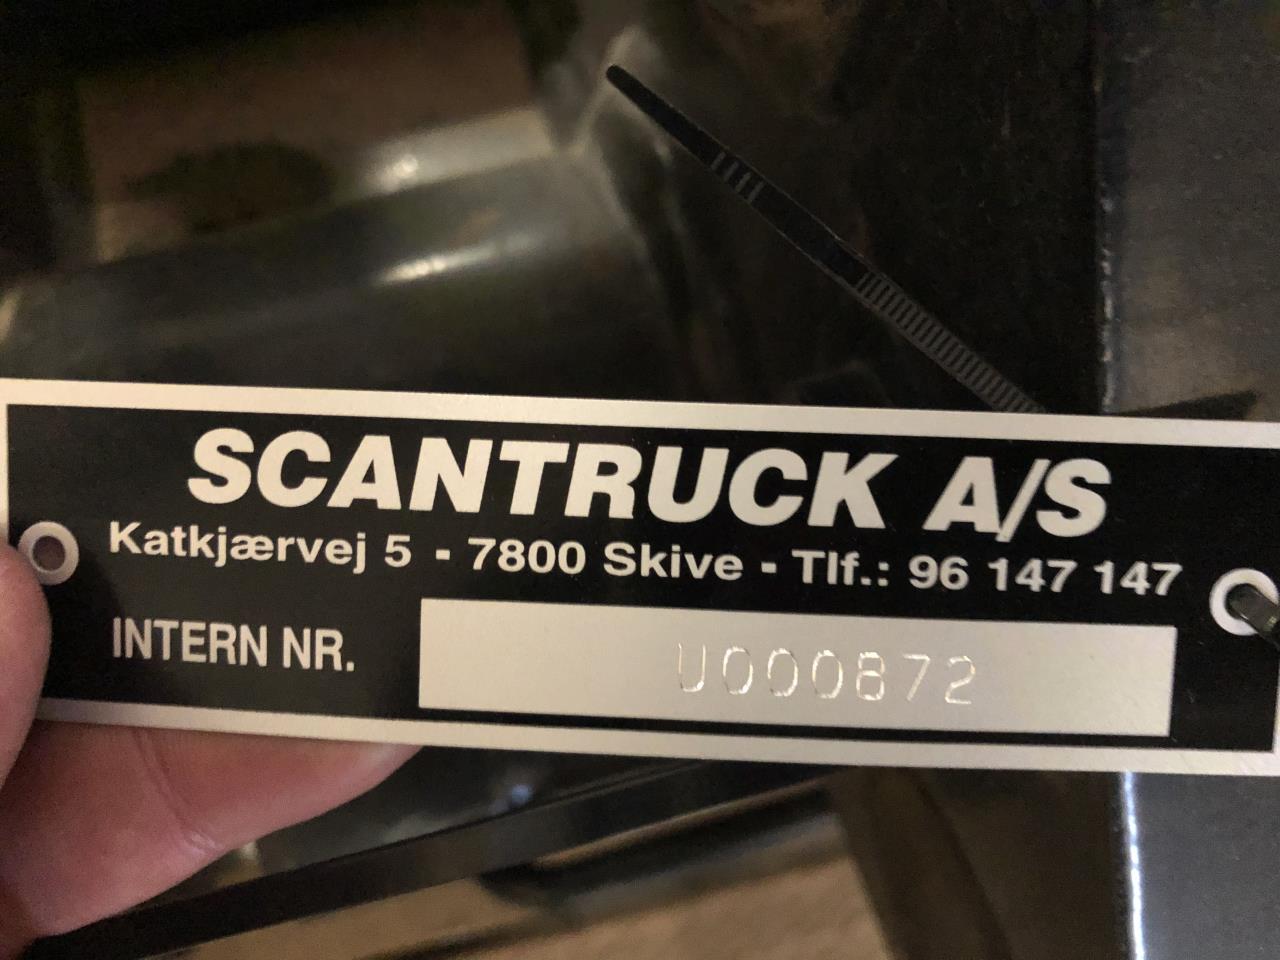 SCANTRUCK A/S
Katkjærvej 5 - 7800 Skive - Tlf.: 96 147 147
INTERN NR. U000872